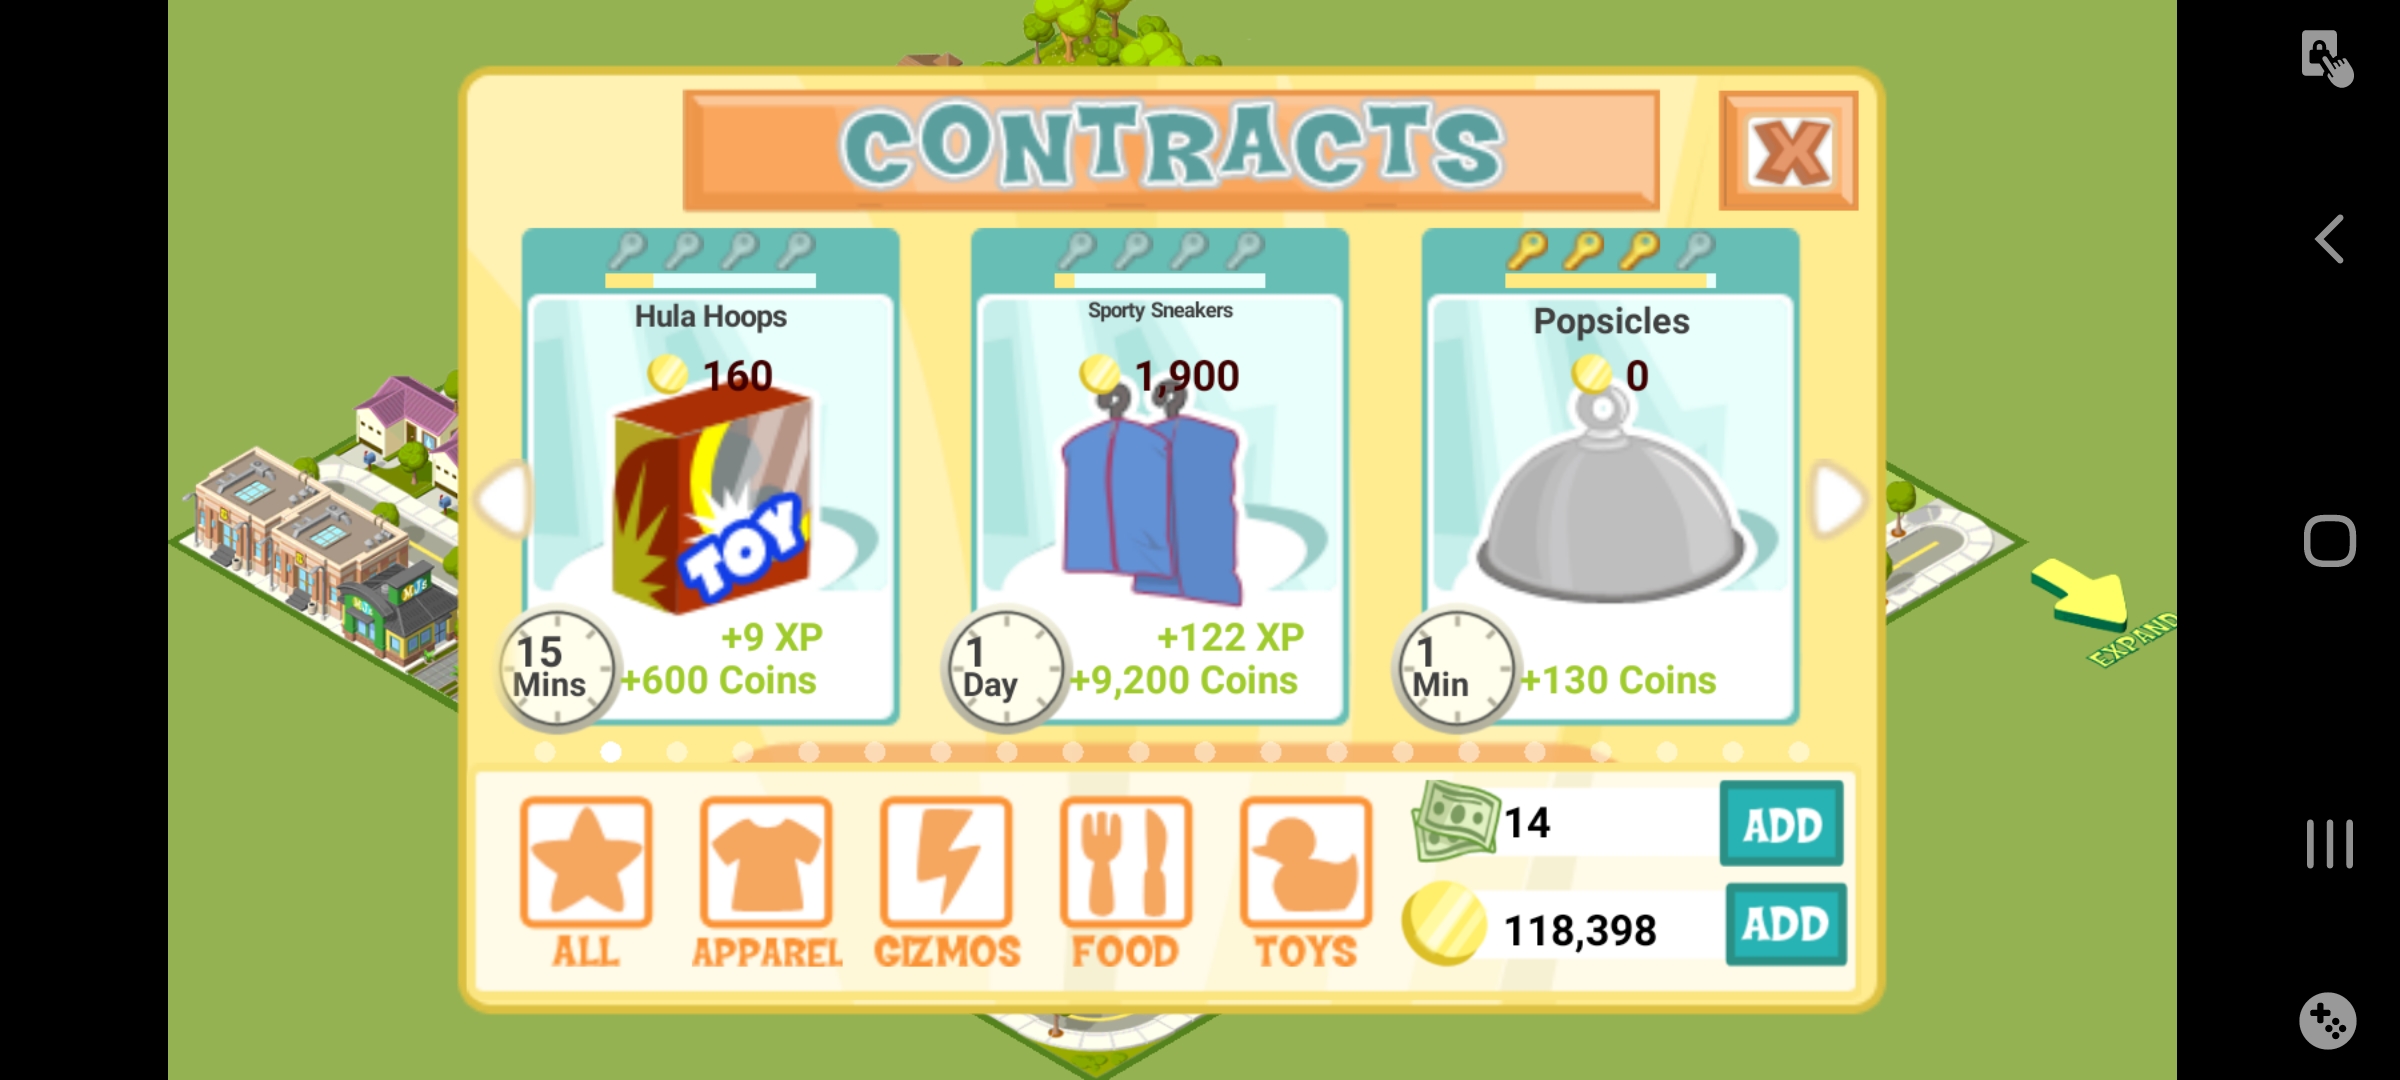 CONTRACTS
X
Hula Hoops
160
TOY
15
Mins
+9 XP
+600 Coins
Sporty Sneakers
1,900
1
Day
+122 XP
+9,200 Coins
Popsicles
0
1
Min
+130 Coins
MJs
MJs
EXPAND
ALL
APPAREL
GIZMOS
FOOD
TOYS
14
ADD
118,398
ADD